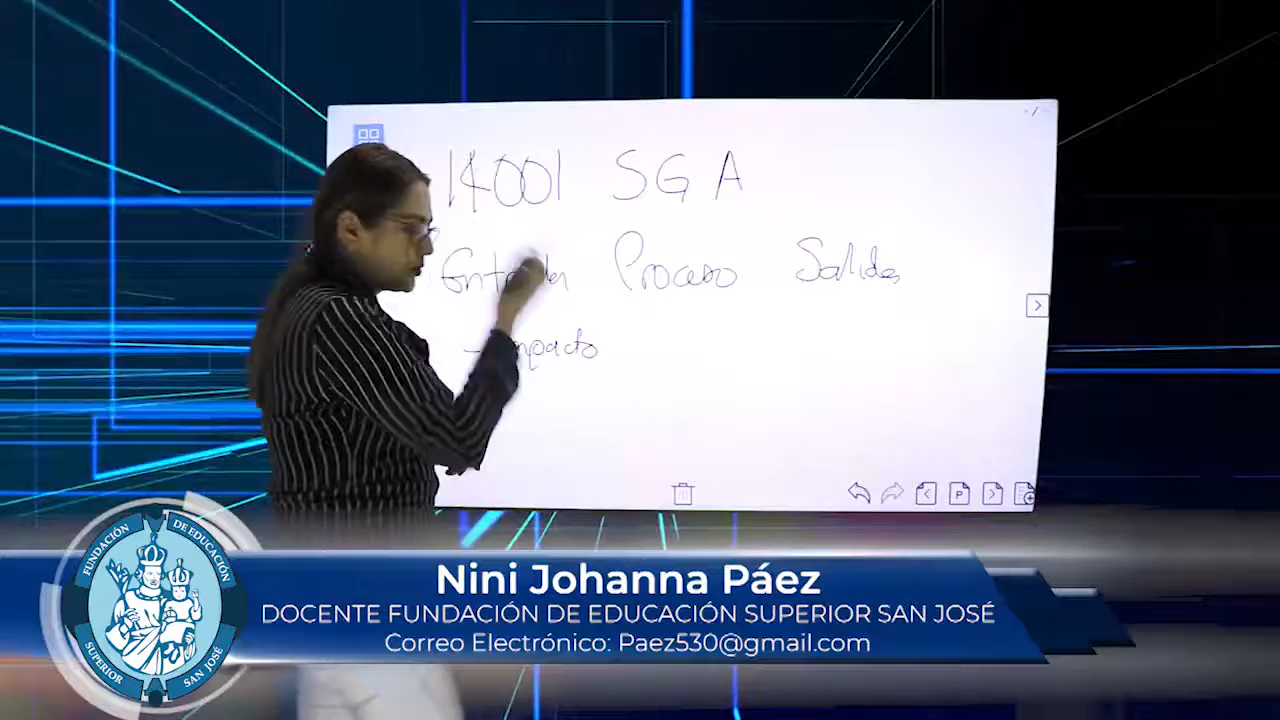 14001 SGA
Entrada Proceso Salidas
- Impacto
P
FUNDACIÓN DE EDUCACIÓN
SUPERIOR SAN JOSÉ
Nini Johanna Páez
DOCENTE FUNDACIÓN DE EDUCACIÓN SUPERIOR SAN JOSÉ
Correo Electrónico: Paez530@gmail.com